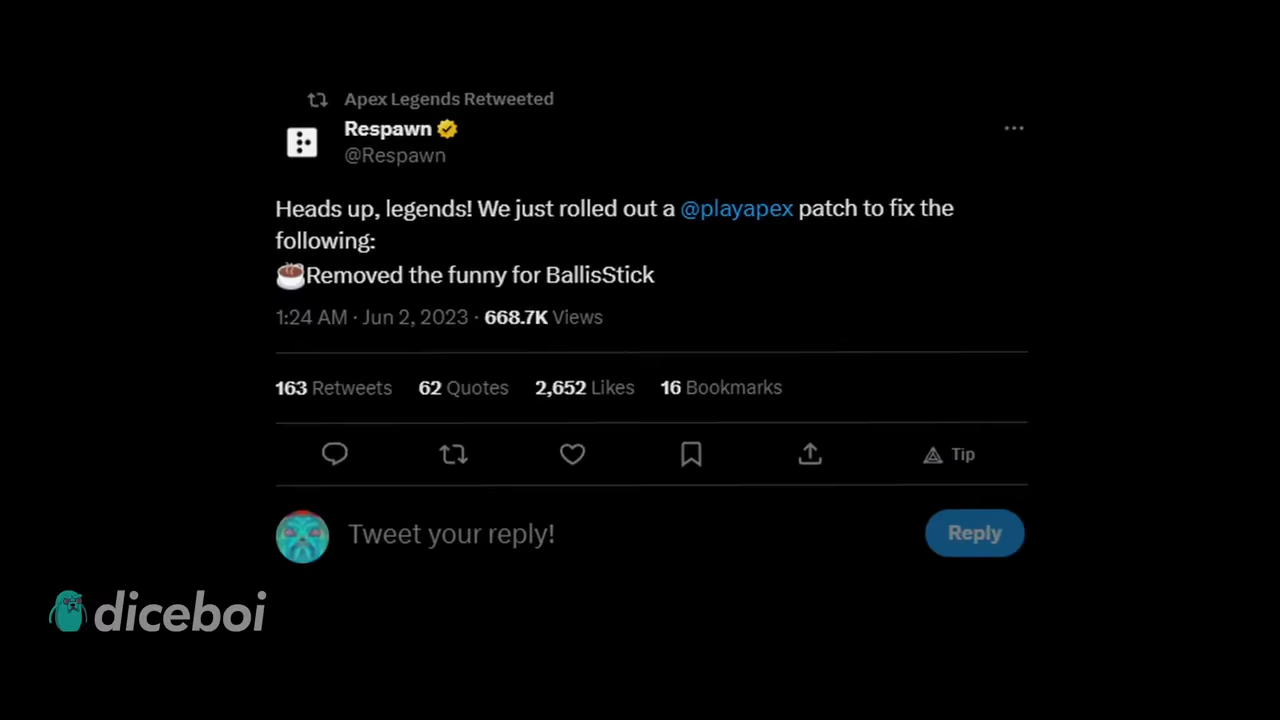 Apex Legends Retweeted
Respawn
@Respawn
Heads up, legends! We just rolled out a @playapex patch to fix the
following:
☕Removed the funny for BallisStick
1:24 AM · Jun 2, 2023 · 668.7K Views
163 Retweets 62 Quotes 2,652 Likes 16 Bookmarks
Tip
Tweet your reply!
Reply
diceboi